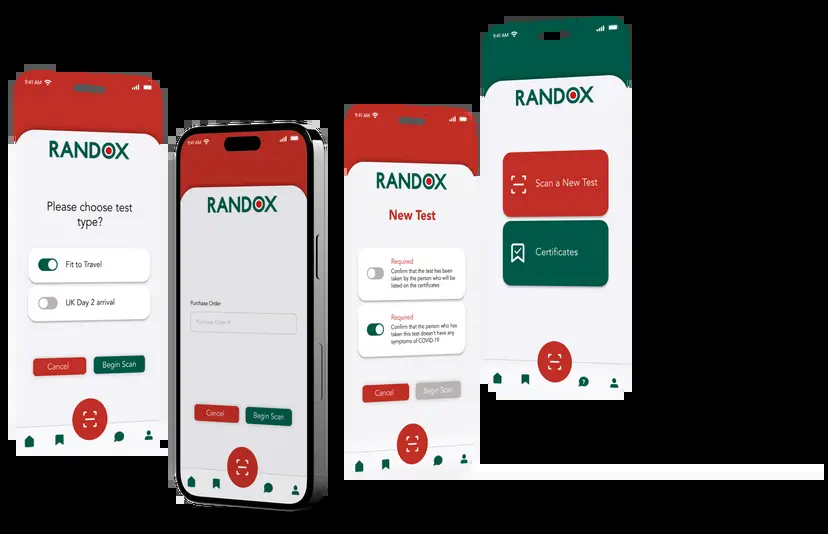 9:41 AM
RANDOX
Please choose test
type?
Fit to Travel
UK Day 2 arrival
Cancel
Begin Scan
9:41 AM
RANDOX
Purchase Order
Purchase Order #
Cancel
Begin Scan
9:41 AM
RANDOX
New Test
Required
Confirm that the test has been
taken by the person who will be
listed on the certificates
Required
Confirm that the person who has
taken this test doesn't have any
symptoms of COVID-19
Cancel
Begin Scan
9:41 AM
RANDOX
Scan a New Test
Certificates
?